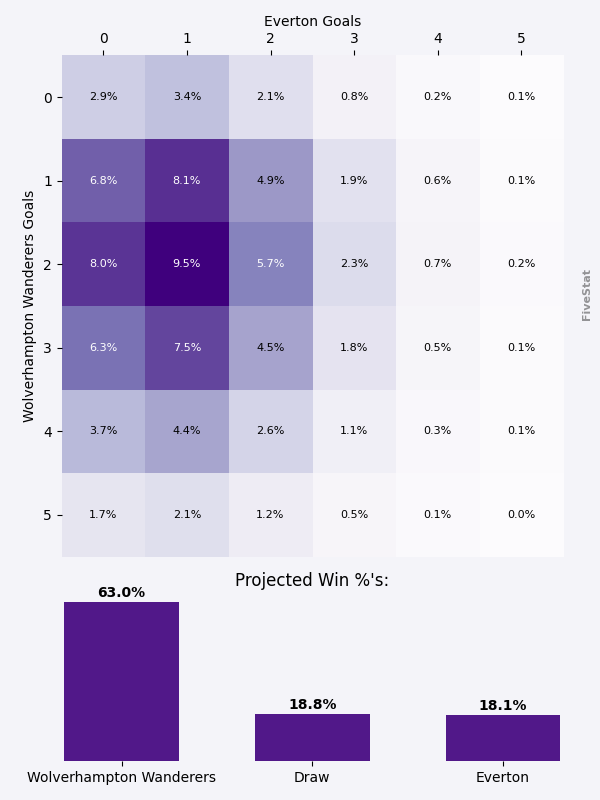 Everton Goals
0 1 2 3 4 5
Wolverhampton Wanderers Goals
0 2.9% 3.4% 2.1% 0.8% 0.2% 0.1%
1 6.8% 8.1% 4.9% 1.9% 0.6% 0.1%
2 8.0% 9.5% 5.7% 2.3% 0.7% 0.2%
3 6.3% 7.5% 4.5% 1.8% 0.5% 0.1%
4 3.7% 4.4% 2.6% 1.1% 0.3% 0.1%
5 1.7% 2.1% 1.2% 0.5% 0.1% 0.0%
FiveStat
Projected Win %'s:
63.0% 18.8% 18.1%
Wolverhampton Wanderers Draw Everton